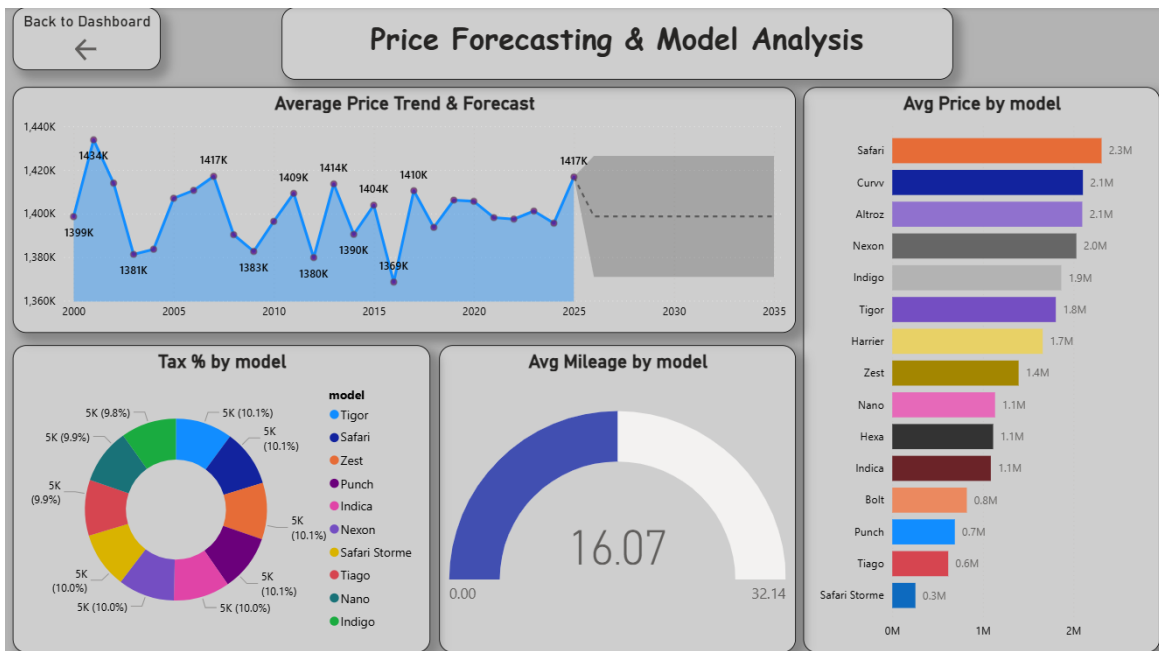 Back to Dashboard
Price Forecasting & Model Analysis
Average Price Trend & Forecast
1,440K
1,420K
1,400K
1,380K
1,360K
1399K
1434K
1381K
1417K
1383K
1409K
1380K
1414K
1390K
1404K
1369K
1410K
1417K
2000
2005
2010
2015
2020
2025
2030
2035
Avg Price by model
Safari 2.3M
Curvv 2.1M
Altroz 2.1M
Nexon 2.0M
Indigo 1.9M
Tigor 1.8M
Harrier 1.7M
Zest 1.4M
Nano 1.1M
Hexa 1.1M
Indica 1.1M
Bolt 0.8M
Punch 0.7M
Tiago 0.6M
Safari Storme 0.3M
0M 1M 2M
Tax % by model
5K (10.1%)
5K
(10.1%)
5K
(10.1%)
5K
(10.1%)
5K (10.0%)
5K (10.0%)
5K
(10.0%)
5K
(9.9%)
5K (9.9%)
5K (9.8%)
model
Tigor
Safari
Zest
Punch
Indica
Nexon
Safari Storme
Tiago
Nano
Indigo
Avg Mileage by model
16.07
0.00
32.14